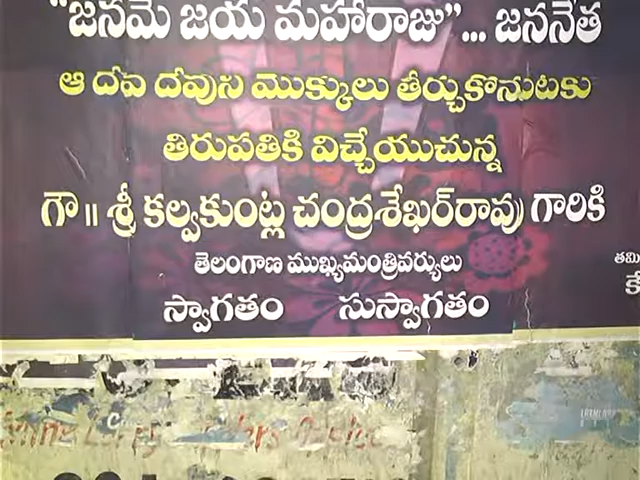 "జనమే జయ మహారాజు"... జననేత
ఆ దేవ దేవుని మొక్కులు తీర్చుకొనుటకు
తిరుపతికి విచ్చేయుచున్న
గౌ॥ శ్రీ కల్వకుంట్ల చంద్రశేఖర్‌రావు గారికి
తెలంగాణ ముఖ్యమంత్రివర్యులు
స్వాగతం సుస్వాగతం